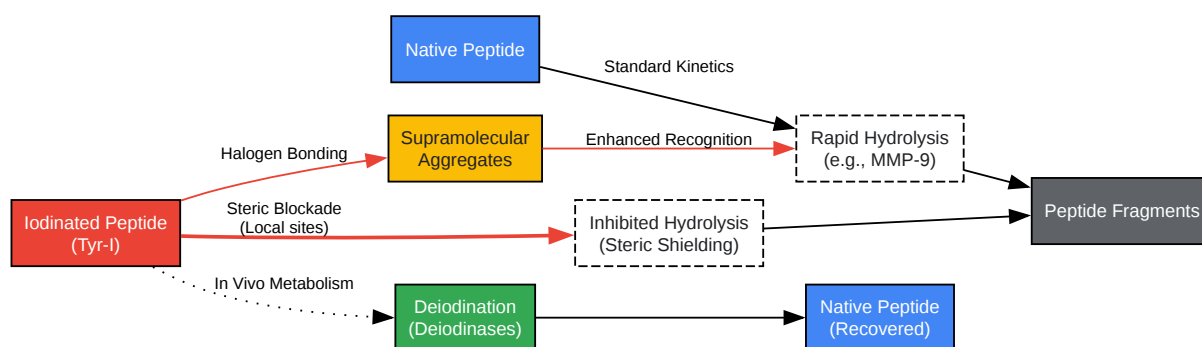 Native Peptide
Standard Kinetics
Supramolecular
Aggregates
Halogen Bonding
Enhanced Recognition
Rapid Hydrolysis
(e.g., MMP-9)
Iodinated Peptide
(Tyr-I)
Steric Blockade
(Local sites)
Inhibited Hydrolysis
(Steric Shielding)
Peptide Fragments
In Vivo Metabolism
Deiodination
(Deiodinases)
Native Peptide
(Recovered)